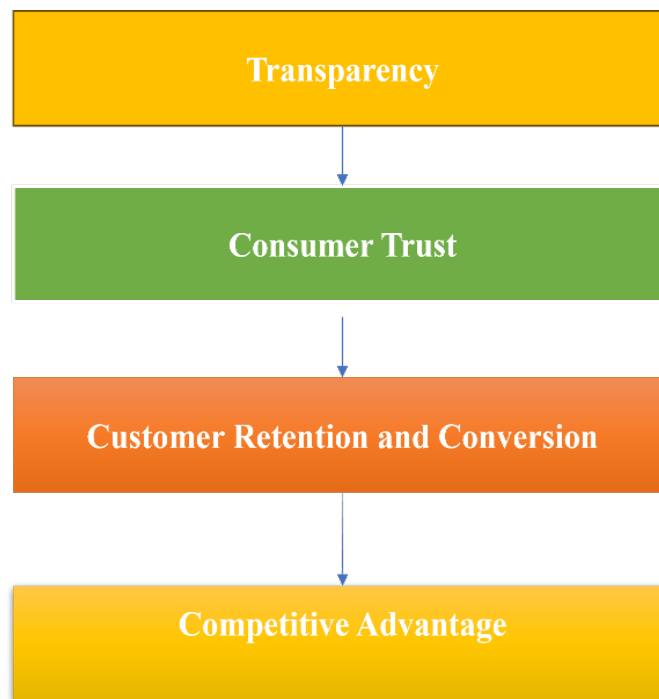 Transparency
Consumer Trust
Customer Retention and Conversion
Competitive Advantage